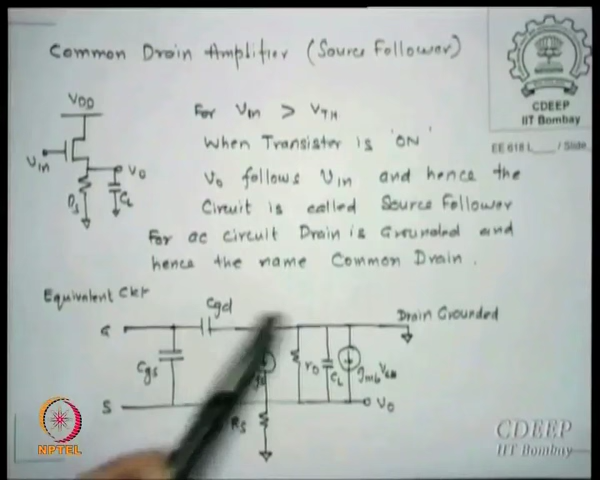 Common Drain Amplifier (Source Follower)
CDEEP
IIT Bombay
EE 618 L____ / Slide
VDD
Vin
Vo
Rs
CL
For Vin > VTH
When Transistor is 'ON'
Vo follows Vin and hence the
Circuit is called Source Follower
For ac circuit Drain is Grounded and
hence the name Common Drain.
Equivalent Ckt
Cgd
Drain Grounded
G
Cgs
ro
CL
S
Rs
Vo
NPTEL
CDEEP
IIT Bombay